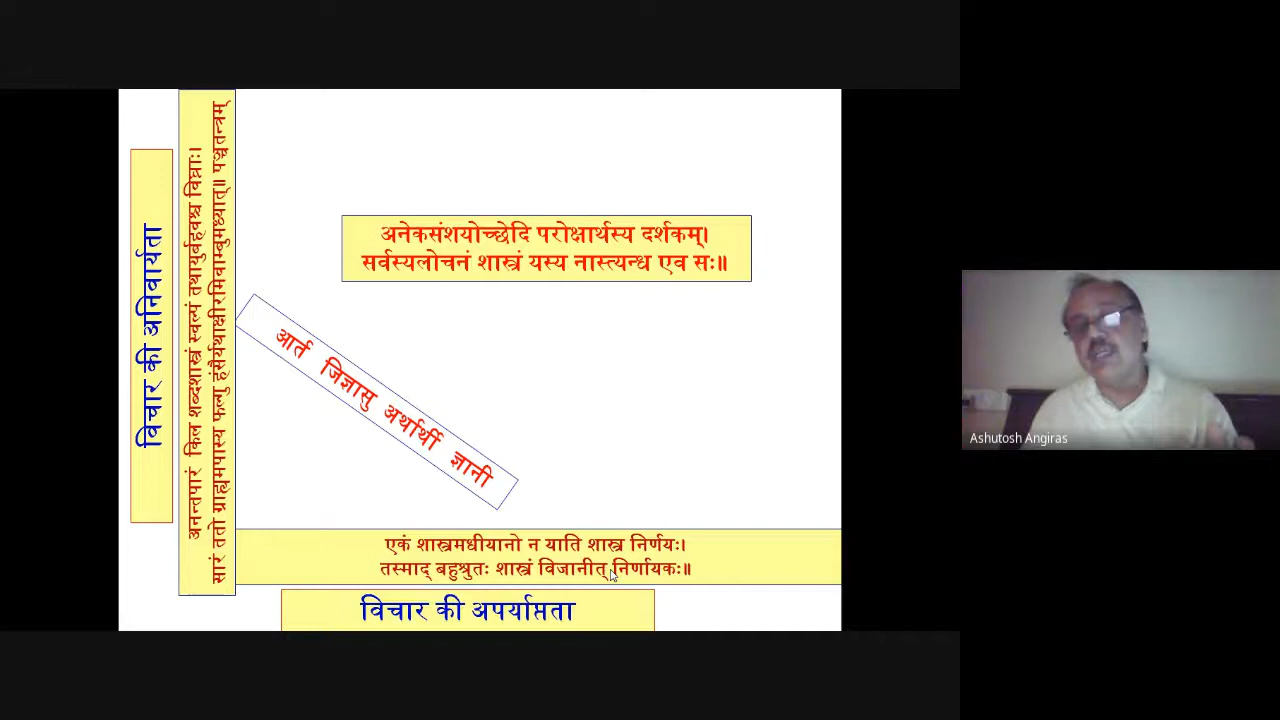 विचार की अनिवार्यता
अनन्तपारं किल शब्दशास्त्रं स्वल्पं तथायुर्बहवश्च विघ्नाः।
सारं ततो ग्राह्यमपास्य फल्गु हंसैर्यथाक्षीरमिवाम्बुमध्यात्॥ पञ्चतन्त्रम्
अनेकसंशयोच्छेदि परोक्षार्थस्य दर्शकम्।
सर्वस्यलोचनं शास्त्रं यस्य नास्त्यन्ध एव सः॥
आर्त जिज्ञासु अर्थार्थी ज्ञानी
एकं शास्त्रमधीयानो न याति शास्त्र निर्णयः।
तस्माद् बहुश्रुतः शास्त्रं विजानीत् निर्णायकः॥
विचार की अपर्याप्तता
Ashutosh Angiras